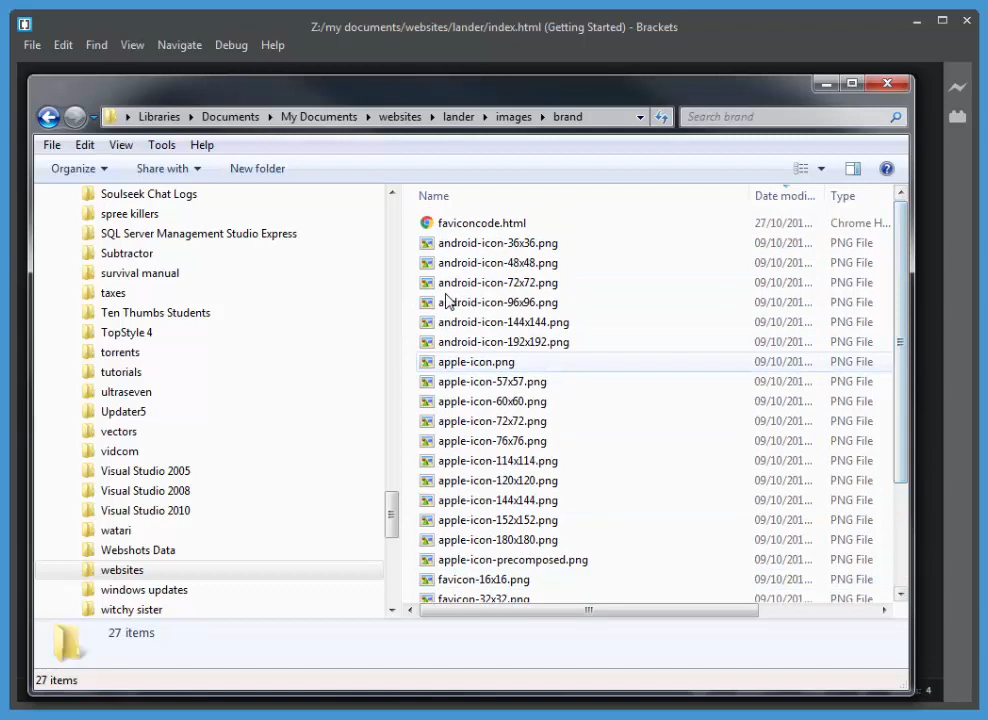 Z:/my documents/websites/lander/index.html (Getting Started) - Brackets
File Edit Find View Navigate Debug Help
Libraries Documents My Documents websites lander images brand Search brand
File Edit View Tools Help
Organize Share with New folder
Soulseek Chat Logs
spree killers
SQL Server Management Studio Express
Subtractor
survival manual
taxes
Ten Thumbs Students
TopStyle 4
torrents
tutorials
ultraseven
Updater5
vectors
vidcom
Visual Studio 2005
Visual Studio 2008
Visual Studio 2010
watari
Webshots Data
websites
windows updates
witchy sister
Name Date modi... Type
faviconcode.html 27/10/201... Chrome H...
android-icon-36x36.png 09/10/201... PNG File
android-icon-48x48.png 09/10/201... PNG File
android-icon-72x72.png 09/10/201... PNG File
android-icon-96x96.png 09/10/201... PNG File
android-icon-144x144.png 09/10/201... PNG File
android-icon-192x192.png 09/10/201... PNG File
apple-icon.png 09/10/201... PNG File
apple-icon-57x57.png 09/10/201... PNG File
apple-icon-60x60.png 09/10/201... PNG File
apple-icon-72x72.png 09/10/201... PNG File
apple-icon-76x76.png 09/10/201... PNG File
apple-icon-114x114.png 09/10/201... PNG File
apple-icon-120x120.png 09/10/201... PNG File
apple-icon-144x144.png 09/10/201... PNG File
apple-icon-152x152.png 09/10/201... PNG File
apple-icon-180x180.png 09/10/201... PNG File
apple-icon-precomposed.png 09/10/201... PNG File
favicon-16x16.png 09/10/201... PNG File
favicon-32x32.png 09/10/201... PNG File
27 items
27 items
4